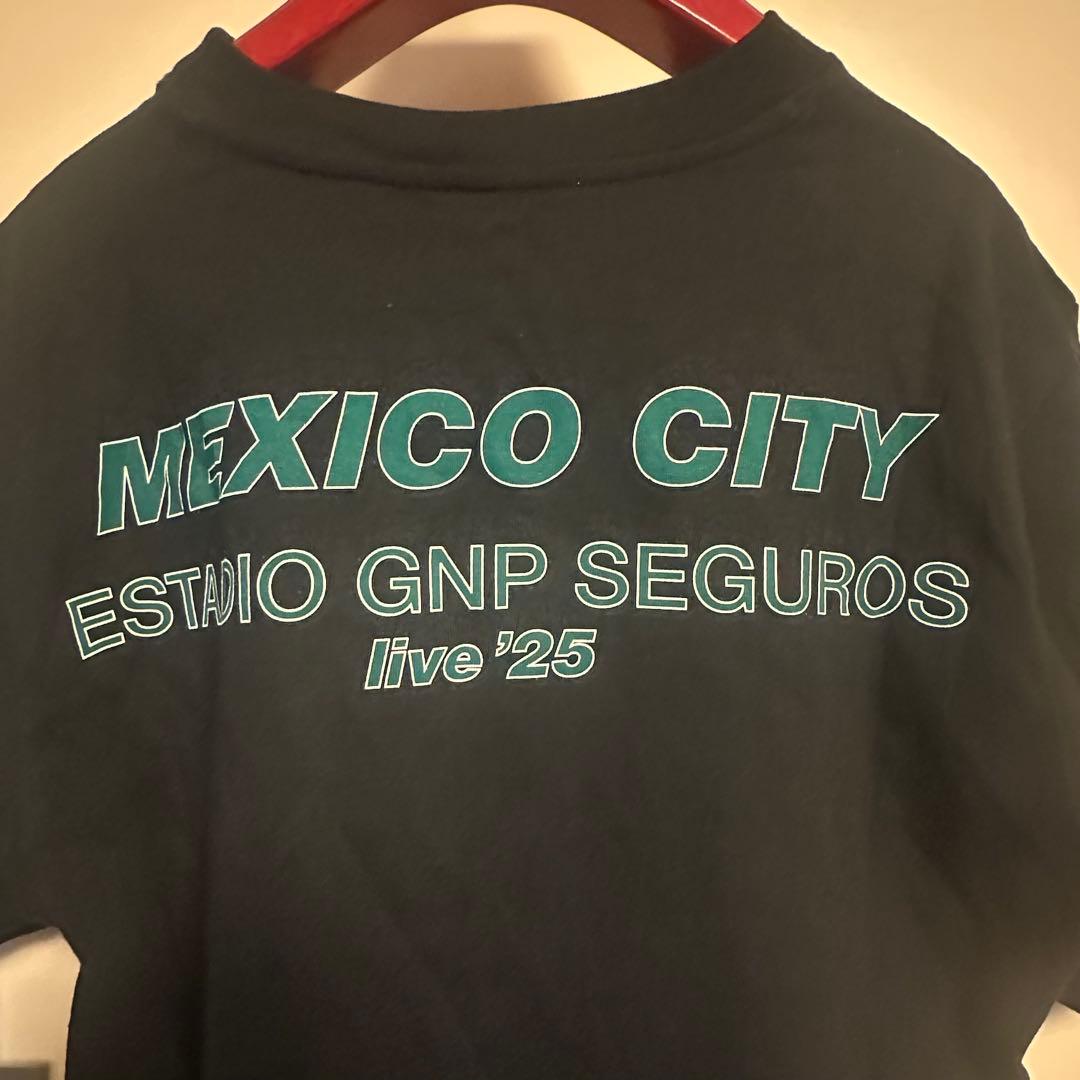 MEXICO CITY
ESTADIO GNP SEGUROS
live '25